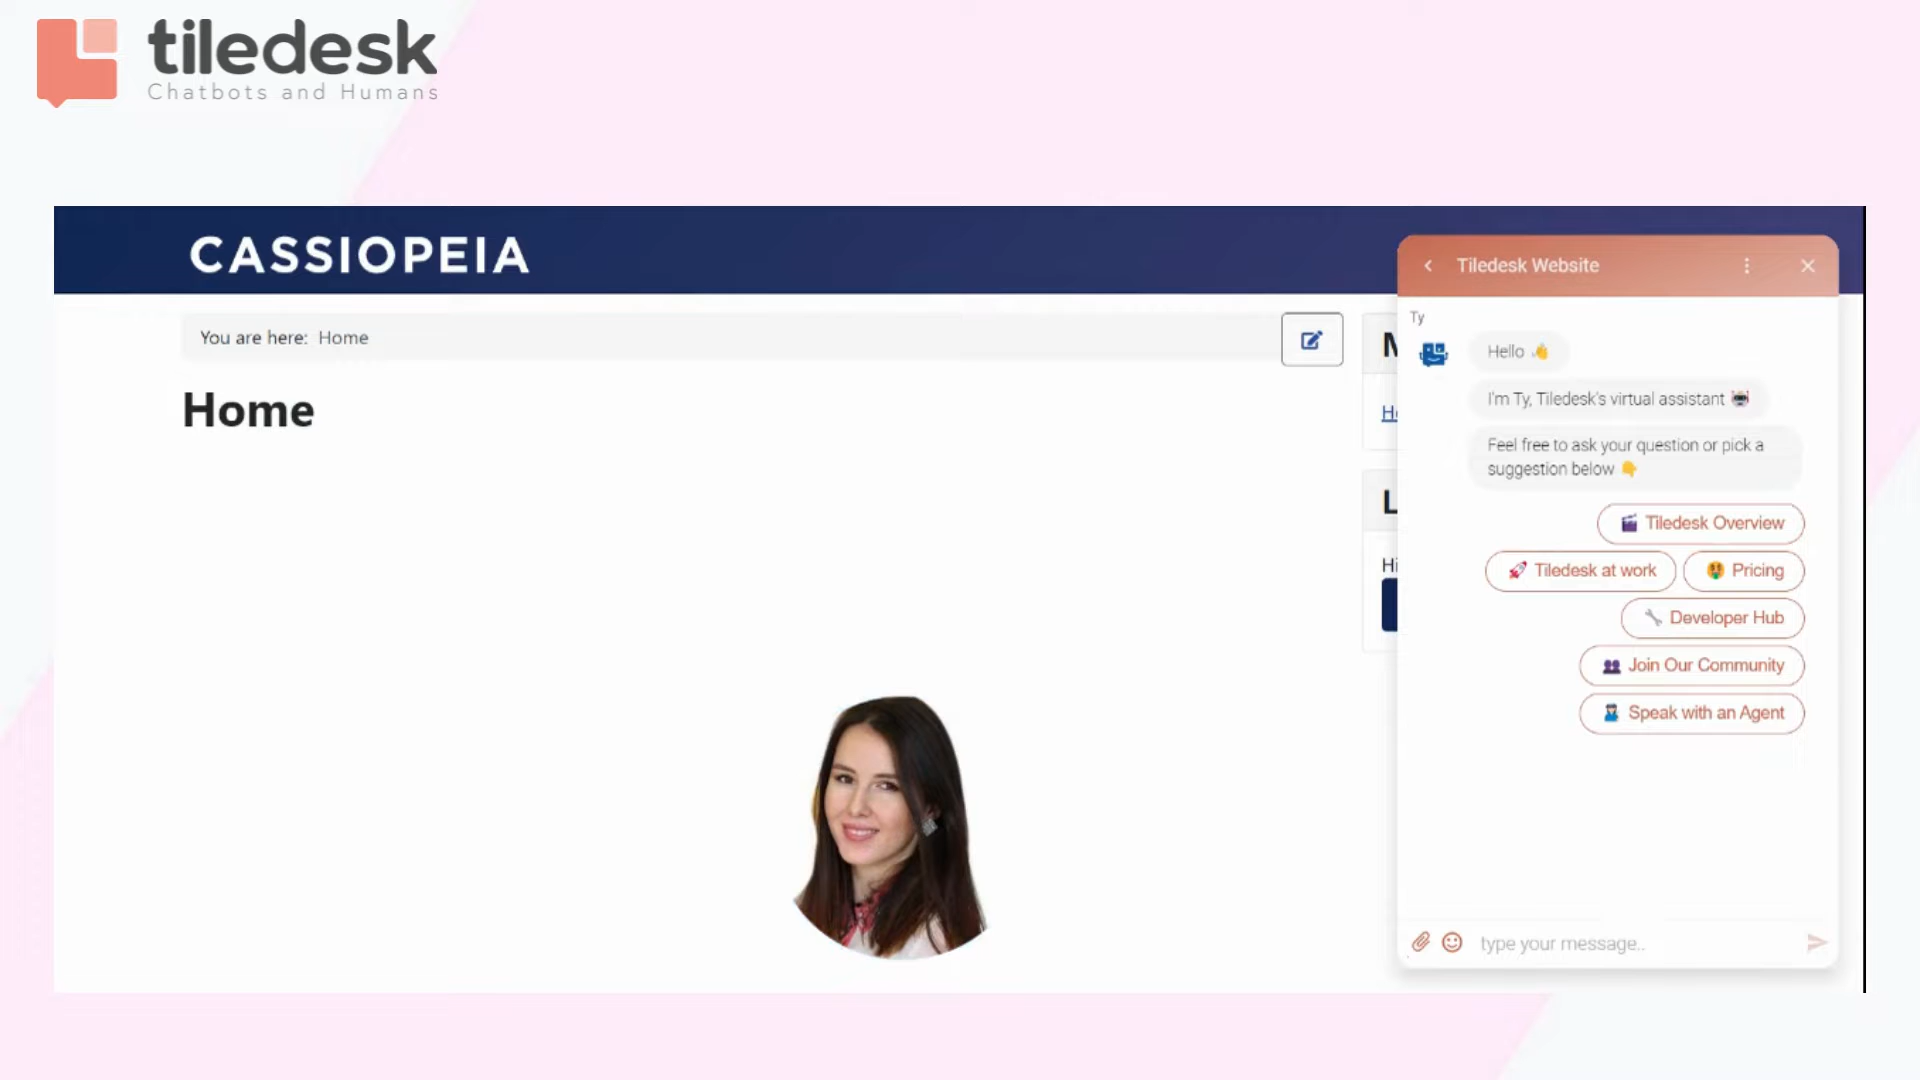 tiledesk
Chatbots and Humans
CASSIOPEIA
You are here: Home
Home
Tiledesk Website
Ty
Hello 👋
I'm Ty, Tiledesk's virtual assistant 🤖
Feel free to ask your question or pick a
suggestion below 👇
🎬 Tiledesk Overview
🚀 Tiledesk at work
🤑 Pricing
🔧 Developer Hub
👥 Join Our Community
Speak with an Agent
type your message..
Hi